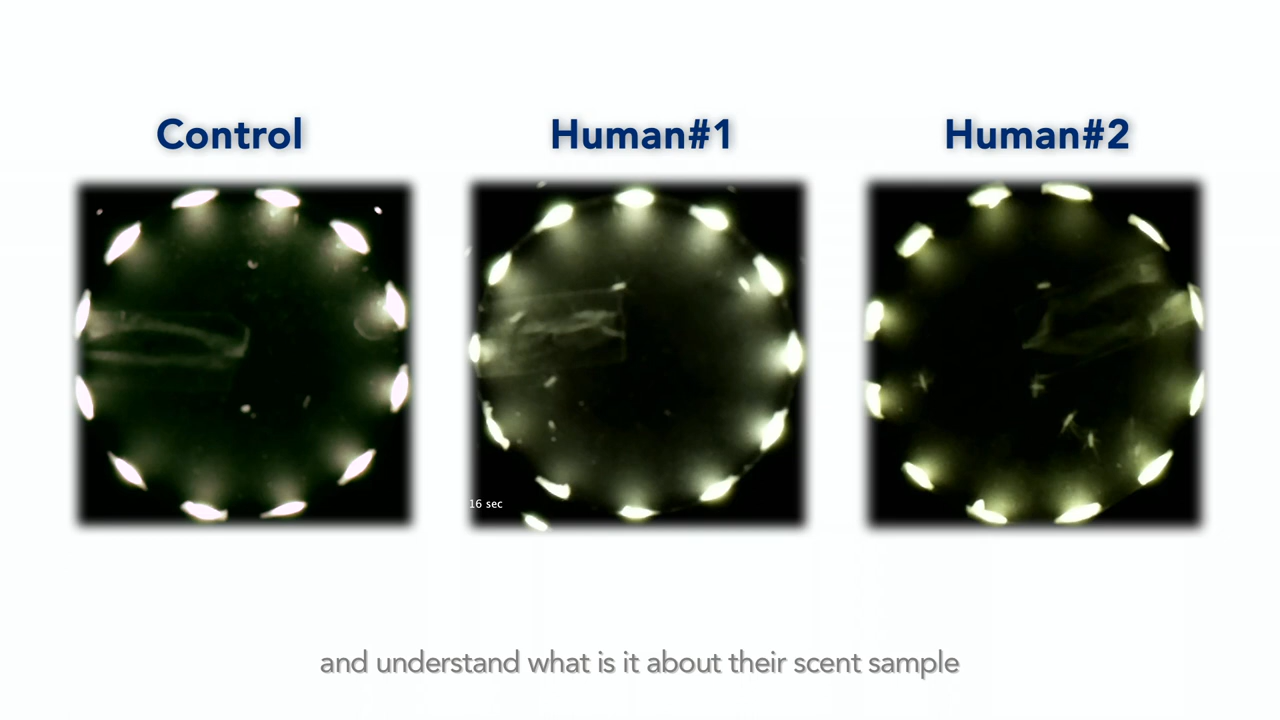 Control
Human#1
Human#2
16 sec
and understand what is it about their scent sample